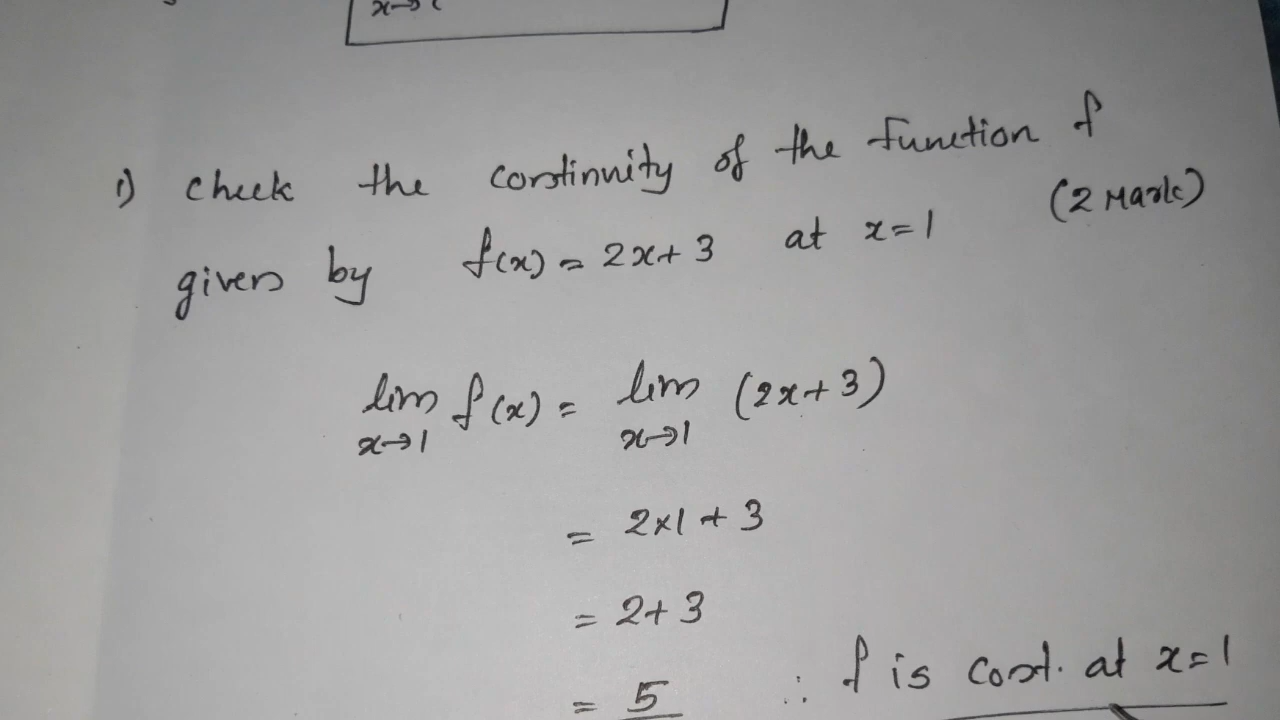 x→
1) Check the continuity of the function f
given by f(x) = 2x+3 at x=1 (2 Mark)
lim f(x) = lim (2x+3)
x→1 x→1
= 2×1+3
= 2+3
= 5 ∴ f is cont. at x=1